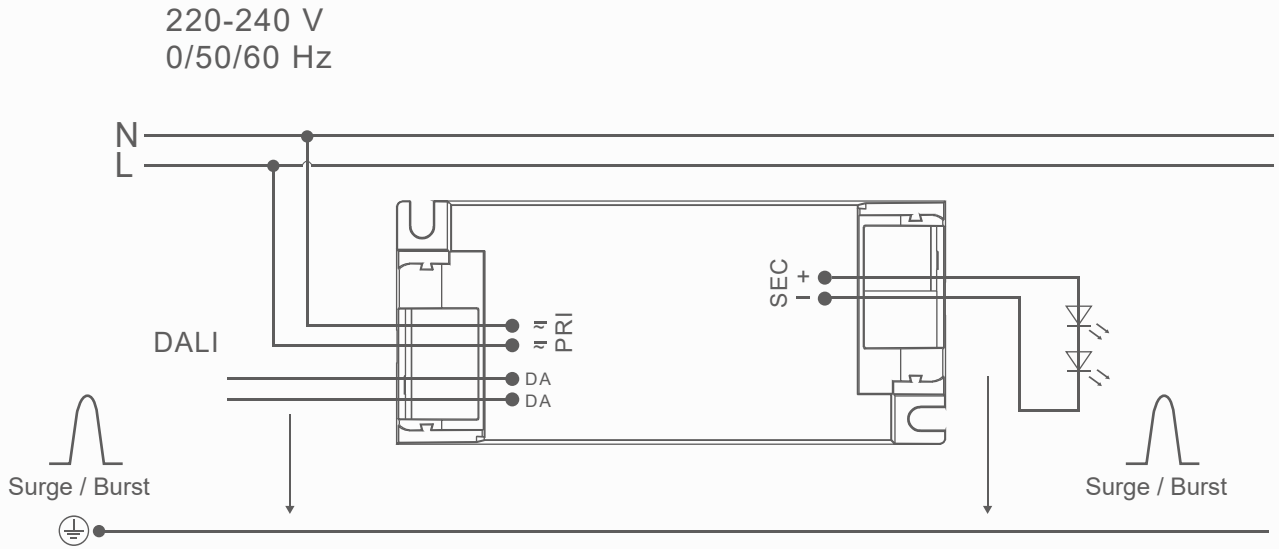 220-240 V
0/50/60 Hz
N
L
SEC
+
−
PRI
DALI
DA
DA
Surge / Burst
Surge / Burst